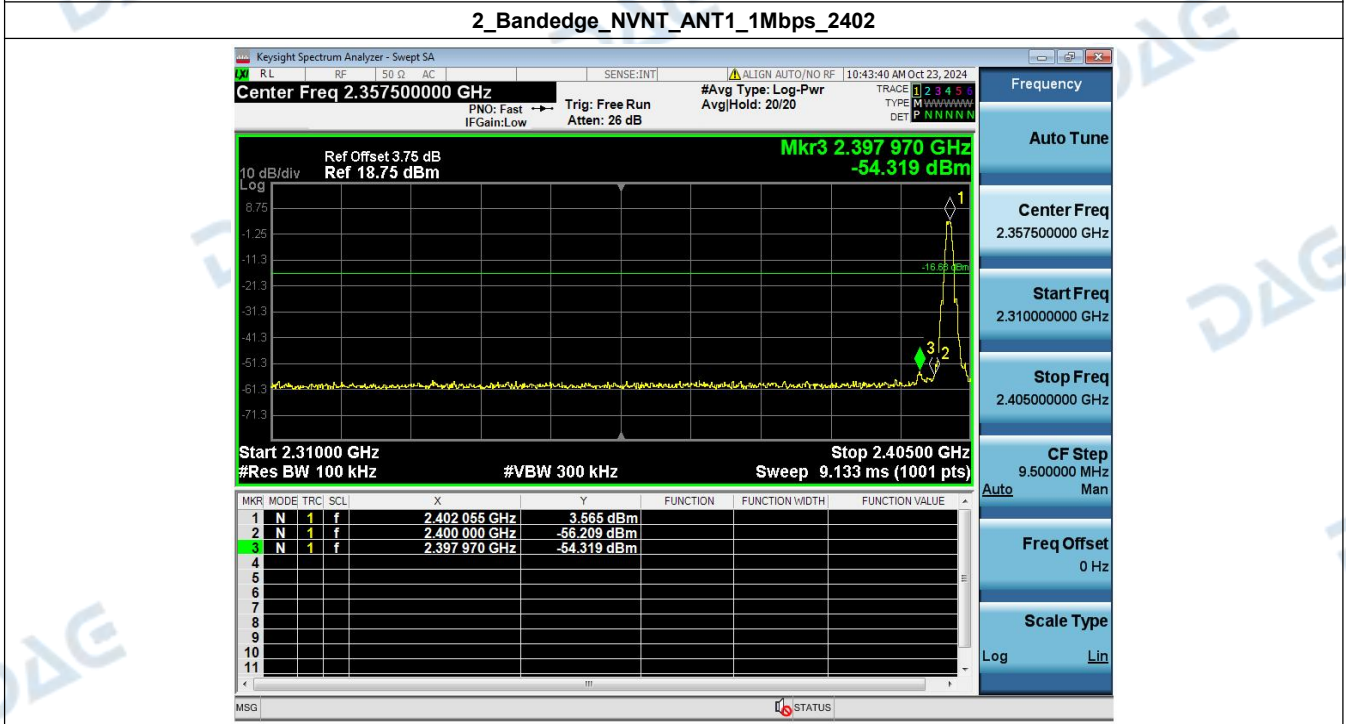 2_Bandedge_NVNT_ANT1_1Mbps_2402
Keysight Spectrum Analyzer - Swept SA
LXI RL RF 50 Ω AC SENSE:INT ALIGN AUTO/NO RF 10:43:40 AM Oct 23, 2024
Center Freq 2.357500000 GHz
PNO: Fast
IFGain:Low
Trig: Free Run
Atten: 26 dB
#Avg Type: Log-Pwr
Avg|Hold: 20/20
TRACE 1 2 3 4 5 6
TYPE M WWWWW
DET P N N N N N
Mkr3 2.397 970 GHz
-54.319 dBm
Ref Offset 3.75 dB
10 dB/div Ref 18.75 dBm
Log
8.75
-1.25
-11.3
-21.3
-31.3
-41.3
-51.3
-61.3
-71.3
1
-16.63 dBm
3 2
Start 2.31000 GHz Stop 2.40500 GHz
#Res BW 100 kHz #VBW 300 kHz Sweep 9.133 ms (1001 pts)
MKR MODE TRC SCL X Y FUNCTION FUNCTION WIDTH FUNCTION VALUE
1 N 1 f 2.402 055 GHz 3.565 dBm
2 N 1 f 2.400 000 GHz -56.209 dBm
3 N 1 f 2.397 970 GHz -54.319 dBm
4
5
6
7
8
9
10
11
MSG STATUS
Frequency
Auto Tune
Center Freq
2.357500000 GHz
Start Freq
2.310000000 GHz
Stop Freq
2.405000000 GHz
CF Step
9.500000 MHz
Auto Man
Freq Offset
0 Hz
Scale Type
Log Lin
DAG
DAG
DAG